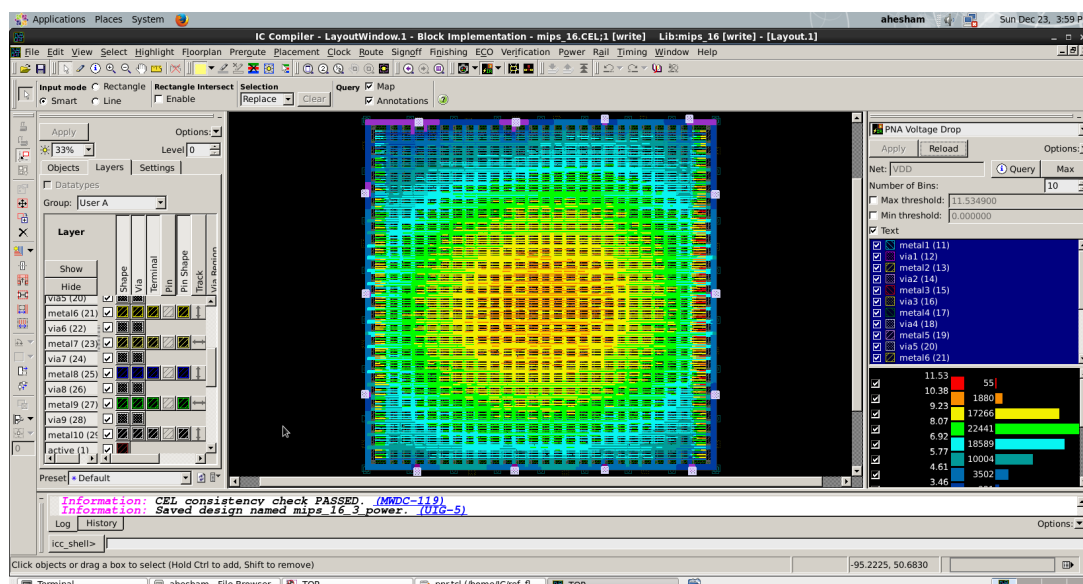 Applications Places System ahesham Sun Dec 23, 3:59 P
IC Compiler - LayoutWindow.1 - Block Implementation - mips_16.CEL;1 [write] Lib:mips_16 [write] - [Layout.1]
File Edit View Select Highlight Floorplan Preroute Placement Clock Route Signoff Finishing ECO Verification Power Rail Timing Window Help
Input mode Rectangle Rectangle Intersect Selection Query Map
Smart Line Enable Replace Clear Annotations
Apply Options:
33% Level 0
Objects Layers Settings
Datatypes
Group: User A
Layer
Show
Hide
Shape
Via
Terminal
Pin
Pin Shape
Track
Via Region
via5 (20)
metal6 (21)
via6 (22)
metal7 (23)
via7 (24)
metal8 (25)
via8 (26)
metal9 (27)
via9 (28)
metal10 (29
active (1)
Preset: Default
PNA Voltage Drop
Apply Reload Options:
Net: VDD Query Max
Number of Bins: 10
Max threshold: 11.534900
Min threshold: 0.000000
Text
metal1 (11)
via1 (12)
metal2 (13)
via2 (14)
metal3 (15)
via3 (16)
metal4 (17)
via4 (18)
metal5 (19)
via5 (20)
metal6 (21)
11.53
55
10.38
1880
9.23
17266
8.07
22441
6.92
18589
5.77
10004
4.61
3502
3.46
Information: CEL consistency check PASSED. (MWDC-119)
Information: Saved design named mips_16_3_power. (UIG-5)
Log History Options:
icc_shell>
Click objects or drag a box to select (Hold Ctrl to add, Shift to remove) -95.2225, 50.6830
0